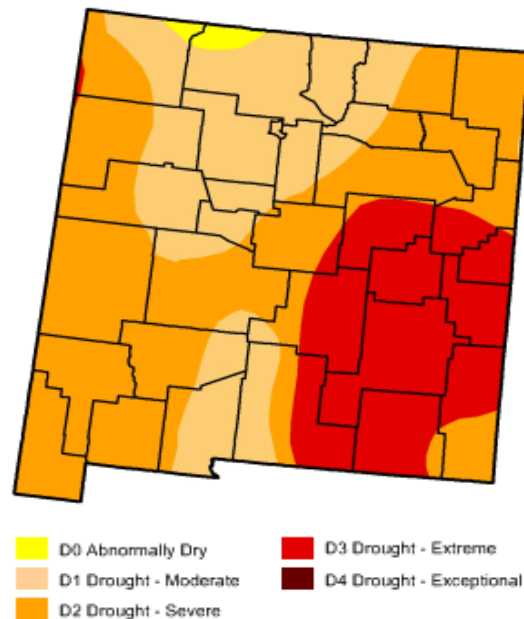 D0 Abnormally Dry
D1 Drought - Moderate
D2 Drought - Severe
D3 Drought - Extreme
D4 Drought - Exceptional